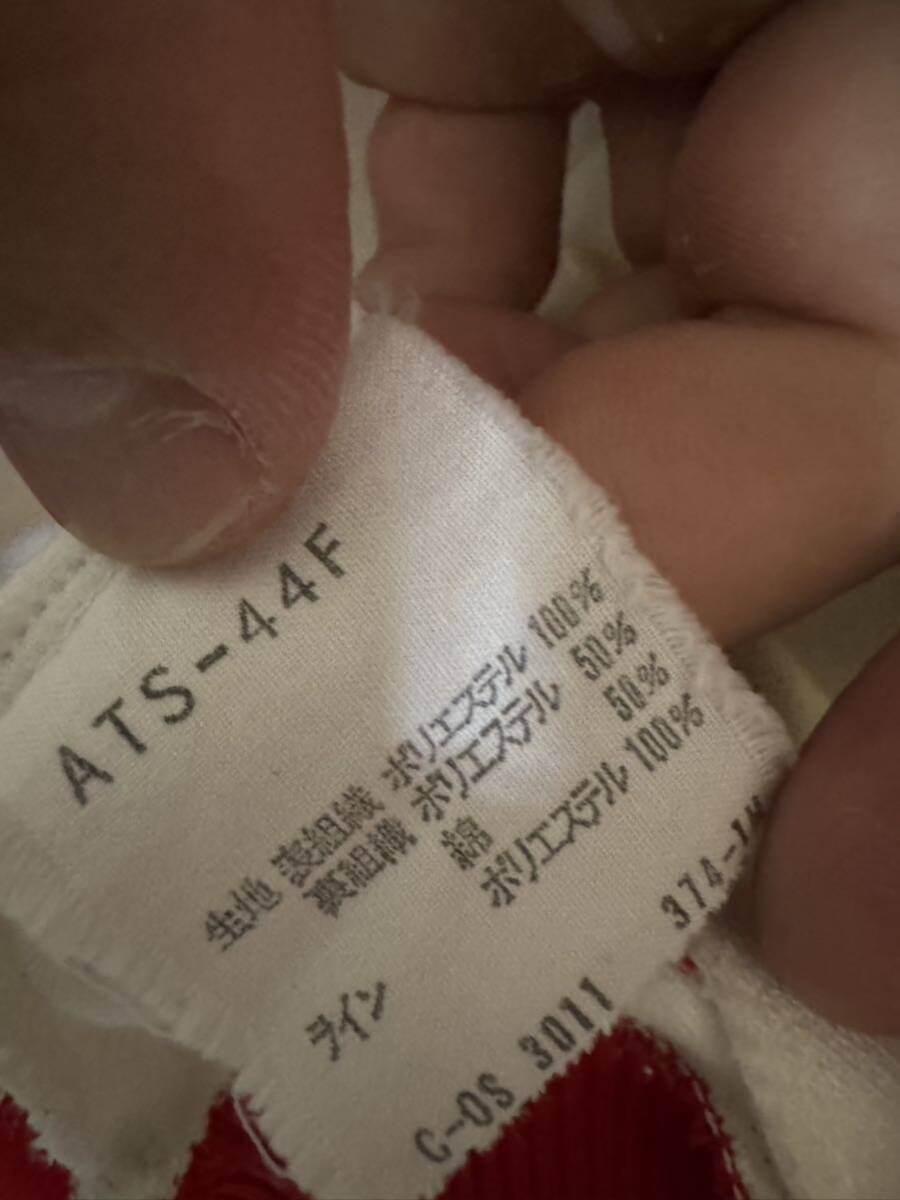 ATS-44F
生地 表組織 ポリエステル 100%
裏組織 ポリエステル 50%
綿 50%
ライン ポリエステル 100%
C-OS 3011